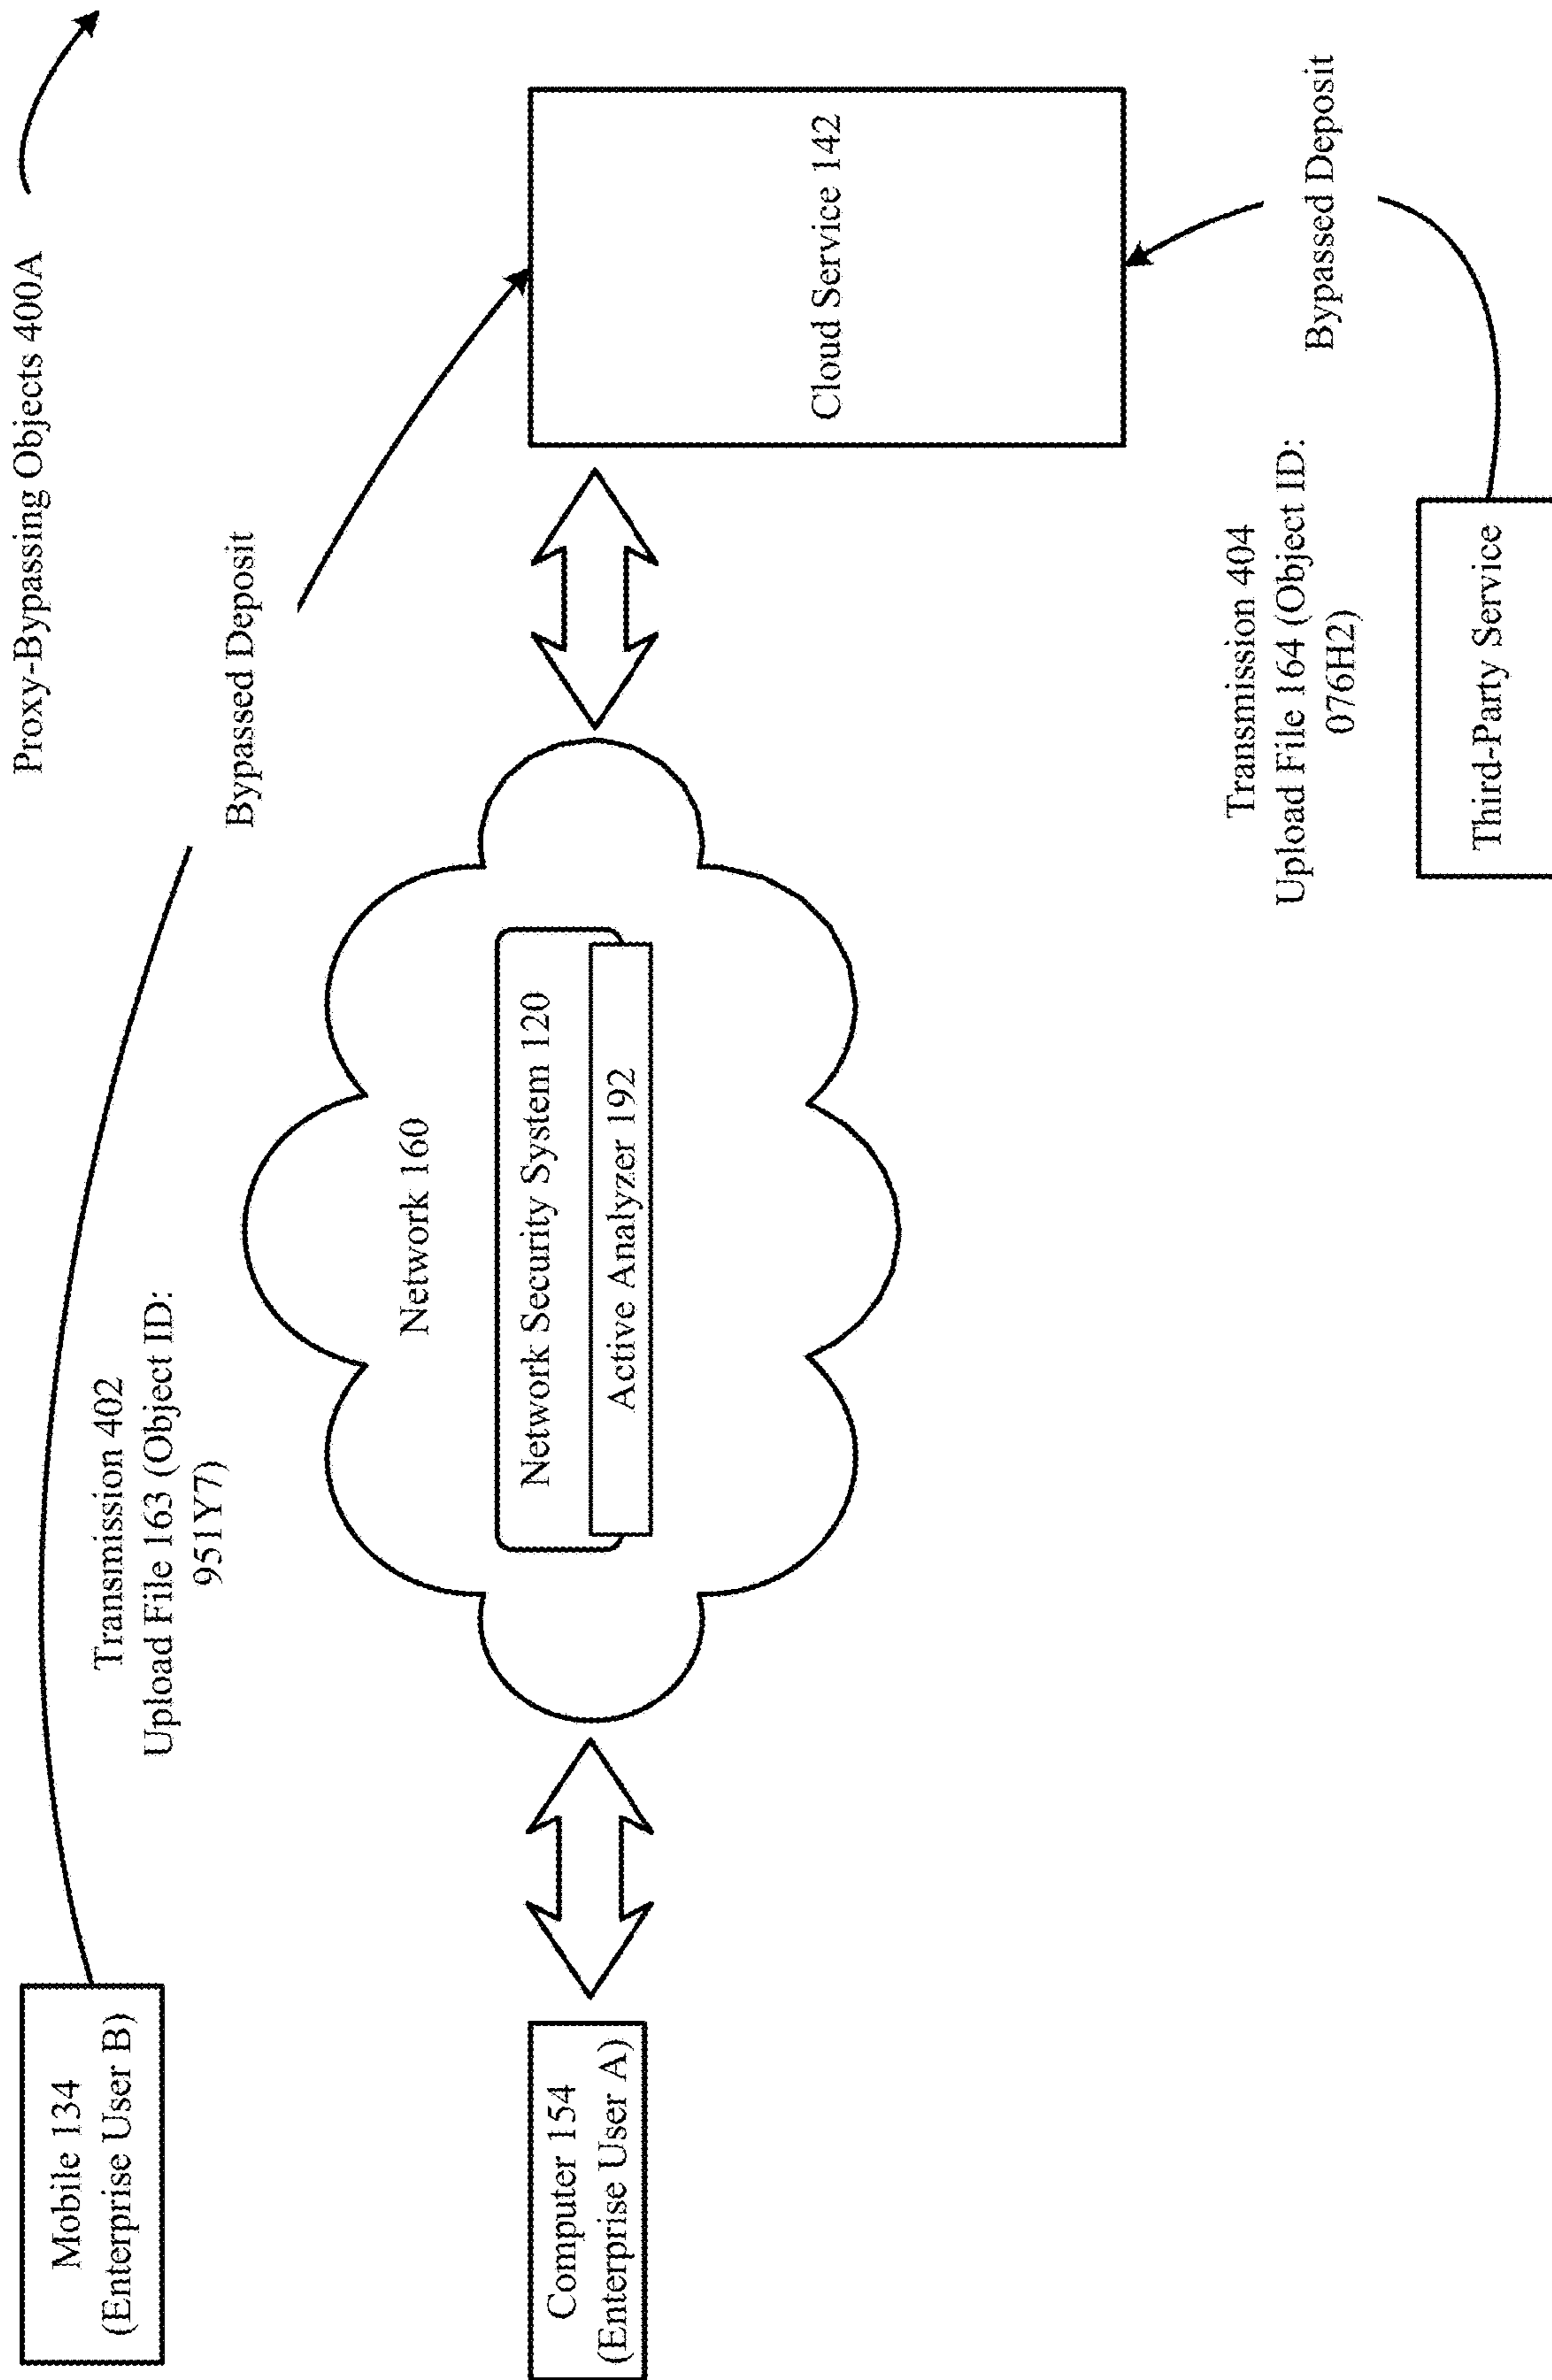 Proxy-Bypassing Objects 400A
Mobile 134
(Enterprise User B)
Transmission 402
Upload File 163 (Object ID:
951Y7)
Bypassed Deposit
Computer 154
(Enterprise User A)
Network 160
Network Security System 120
Active Analyzer 192
Cloud Service 142
Transmission 404
Upload File 164 (Object ID:
076H2)
Bypassed Deposit
Third-Party Service